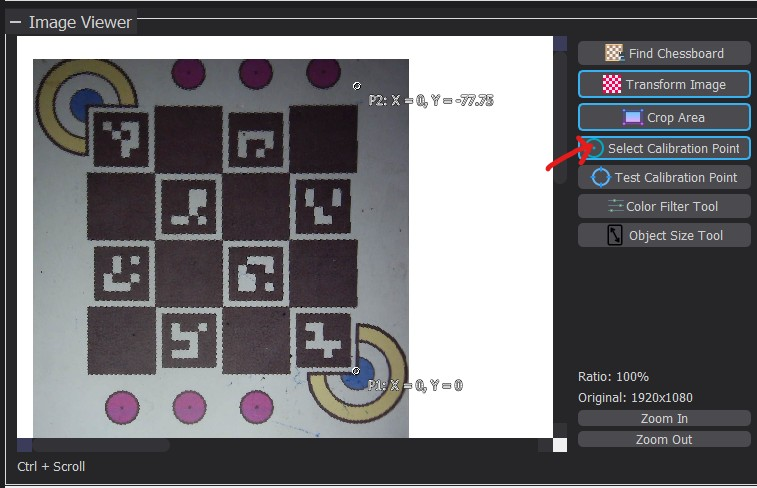 Image Viewer
Find Chessboard
Transform Image
P2: X = 0, Y = -77.75
Crop Area
Select Calibration Point
Test Calibration Point
Color Filter Tool
Object Size Tool
Ratio: 100%
P1: X = 0, Y = 0
Original: 1920x1080
Zoom In
Zoom Out
Ctrl + Scroll